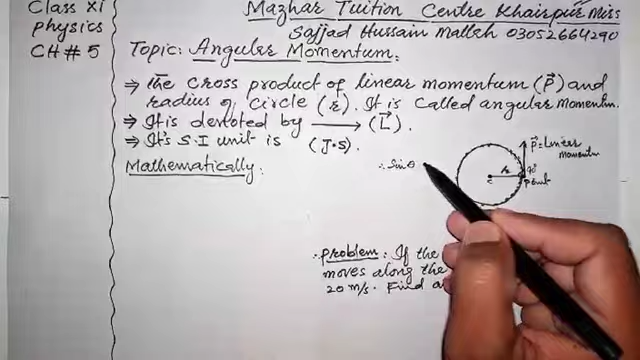 Class XI
Physics
CH # 5
Mazhar Tuition Centre Khairpur Miss
Sajjad Hussain Mallah 03052664290
Topic: Angular Momentum.
⇒ The cross product of linear momentum (P⃗) and
radius of circle (r). It is called angular momentum.
⇒ It is denoted by ⟶ (L⃗).
⇒ It's S.I unit is (J·s).
Mathematically:
∴ Sinθ
P⃗ = Linear
Momentum
r
90°
c
point
∴ problem: If the
moves along the
20 m/s. Find